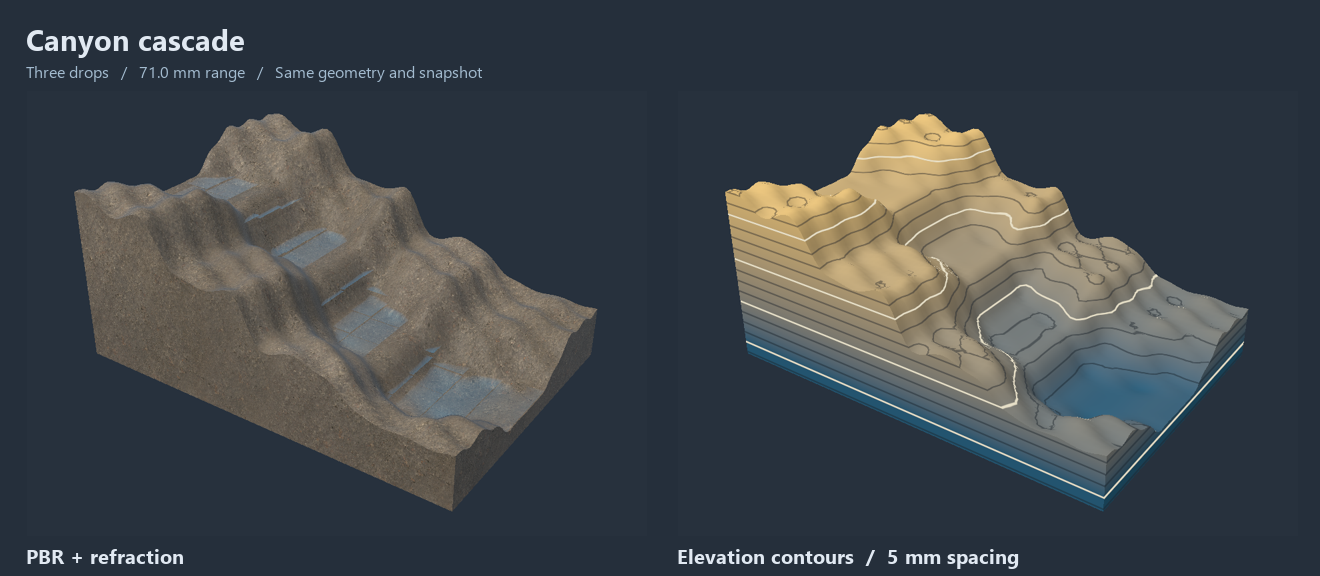 Canyon cascade
Three drops / 71.0 mm range / Same geometry and snapshot
PBR + refraction
Elevation contours / 5 mm spacing